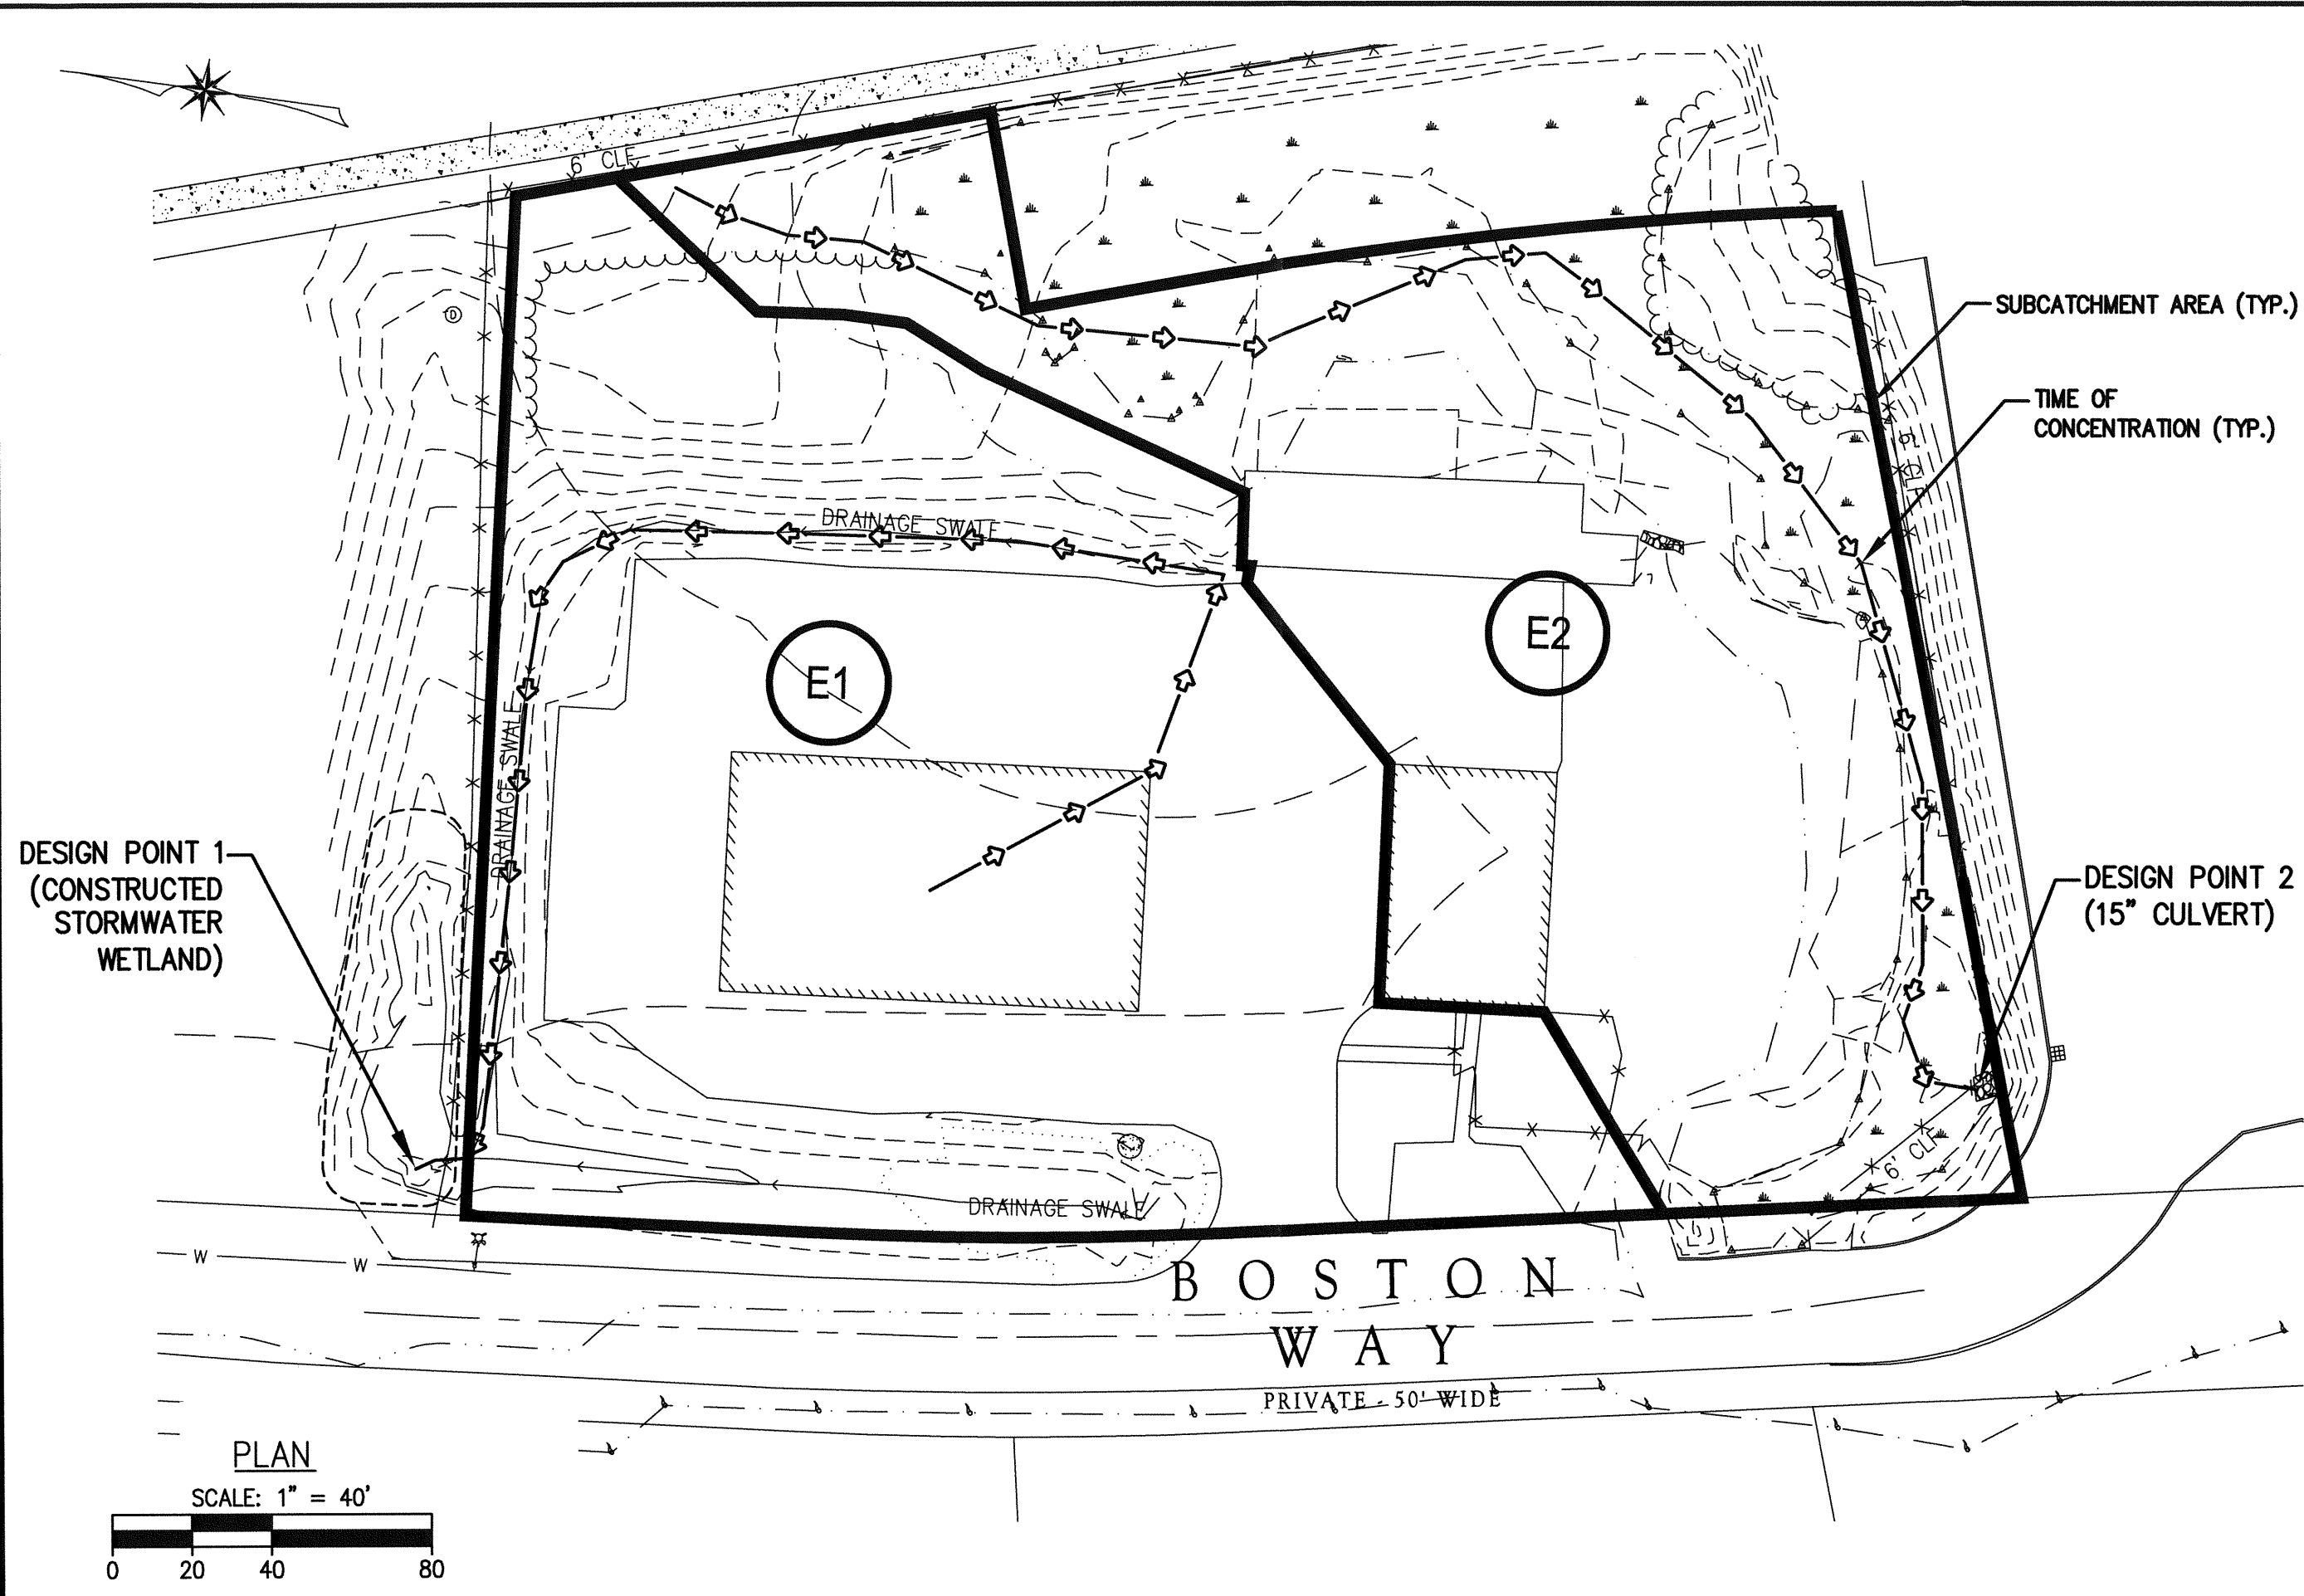 6' CLF
D
SUBCATCHMENT AREA (TYP.)
TIME OF
CONCENTRATION (TYP.)
6' CLF
DRAINAGE SWALE
E1
E2
DRAINAGE SWALE
DESIGN POINT 1
(CONSTRUCTED
STORMWATER
WETLAND)
DESIGN POINT 2
(15" CULVERT)
6' CLF
DRAINAGE SWALE
W
W
BOSTON
WAY
PRIVATE - 50' WIDE
PLAN
SCALE: 1" = 40'
0 20 40 80